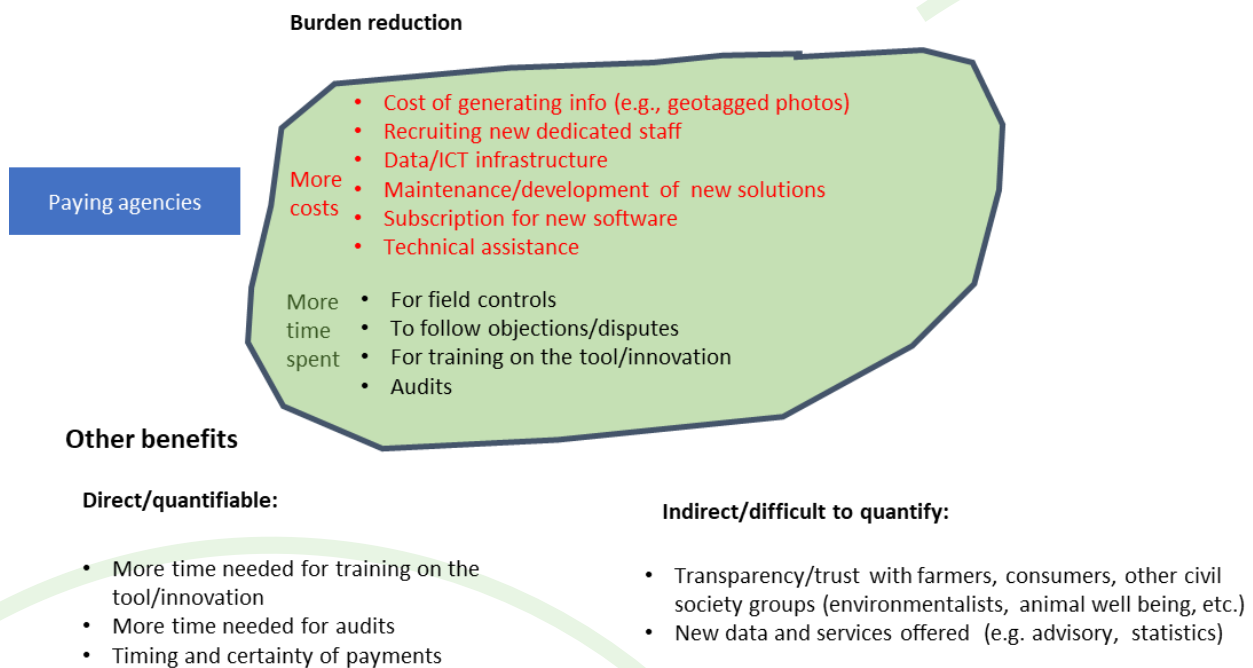 Burden reduction
Paying agencies
More
costs
• Cost of generating info (e.g., geotagged photos)
• Recruiting new dedicated staff
• Data/ICT infrastructure
• Maintenance/development of new solutions
• Subscription for new software
• Technical assistance
More
time
spent
• For field controls
• To follow objections/disputes
• For training on the tool/innovation
• Audits
Other benefits
Direct/quantifiable:
• More time needed for training on the
tool/innovation
• More time needed for audits
• Timing and certainty of payments
Indirect/difficult to quantify:
• Transparency/trust with farmers, consumers, other civil
society groups (environmentalists, animal well being, etc.)
• New data and services offered (e.g. advisory, statistics)